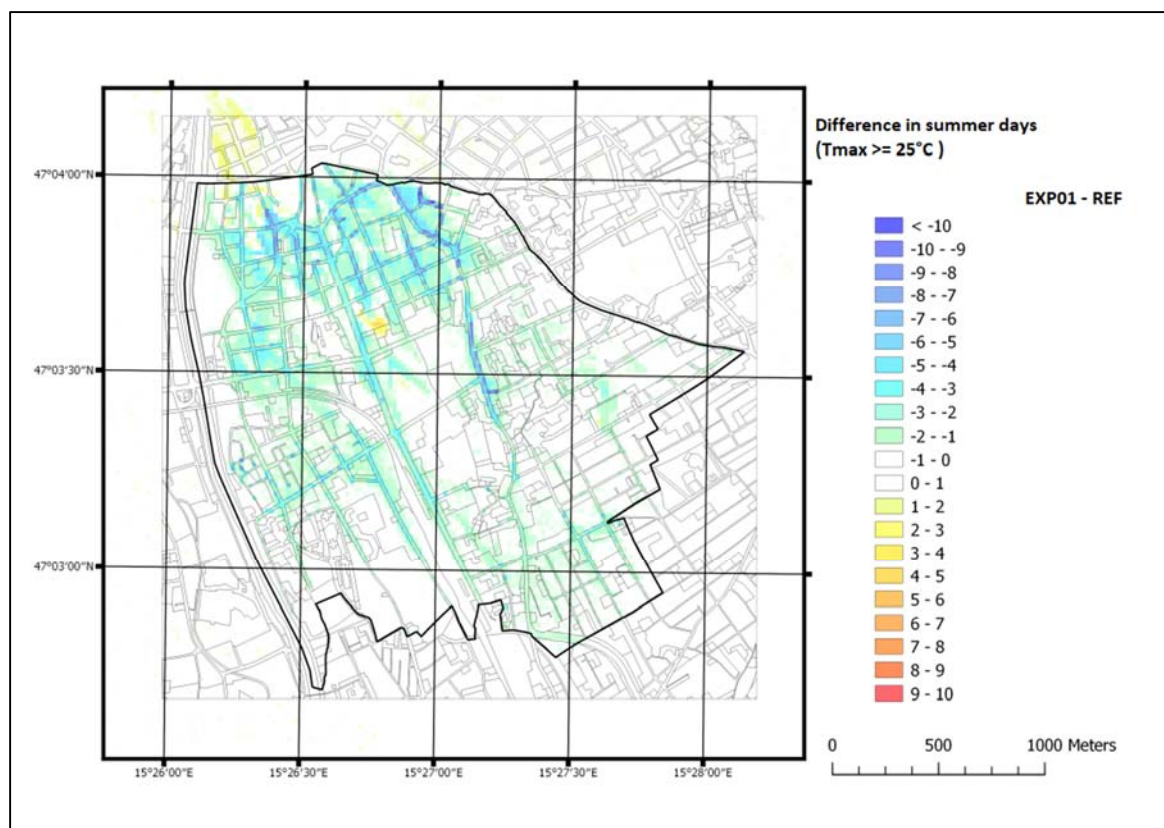 Difference in summer days
(Tmax >= 25°C )
EXP01 - REF
47°04'00"N
47°03'30"N
47°03'00"N
< -10
-10 - -9
-9 - -8
-8 - -7
-7 - -6
-6 - -5
-5 - -4
-4 - -3
-3 - -2
-2 - -1
-1 - 0
0 - 1
1 - 2
2 - 3
3 - 4
4 - 5
5 - 6
6 - 7
7 - 8
8 - 9
9 - 10
0 500 1000 Meters
15°26'00"E 15°26'30"E 15°27'00"E 15°27'30"E 15°28'00"E